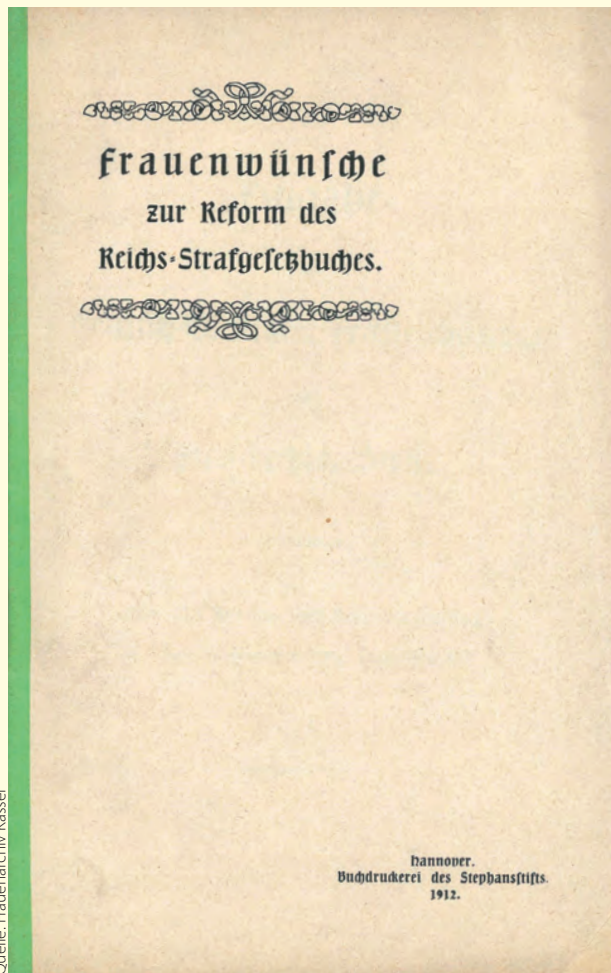 Frauenwünſche
zur Reform des
Reichs-Strafgeſetzbuches.
Hannover.
Buchdruckerei des Stephansſtifts.
1912.
Quelle: Frauenarchiv Kassel